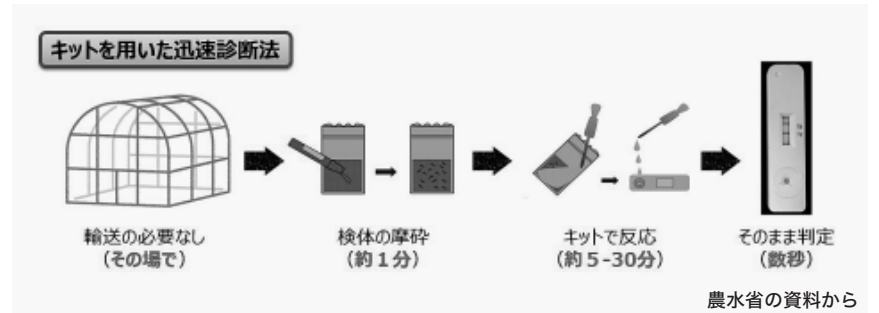 キットを用いた迅速診断法
輸送の必要なし
（その場で）
検体の摩砕
（約１分）
キットで反応
（約５-30分）
そのまま判定
（数秒）
農水省の資料から